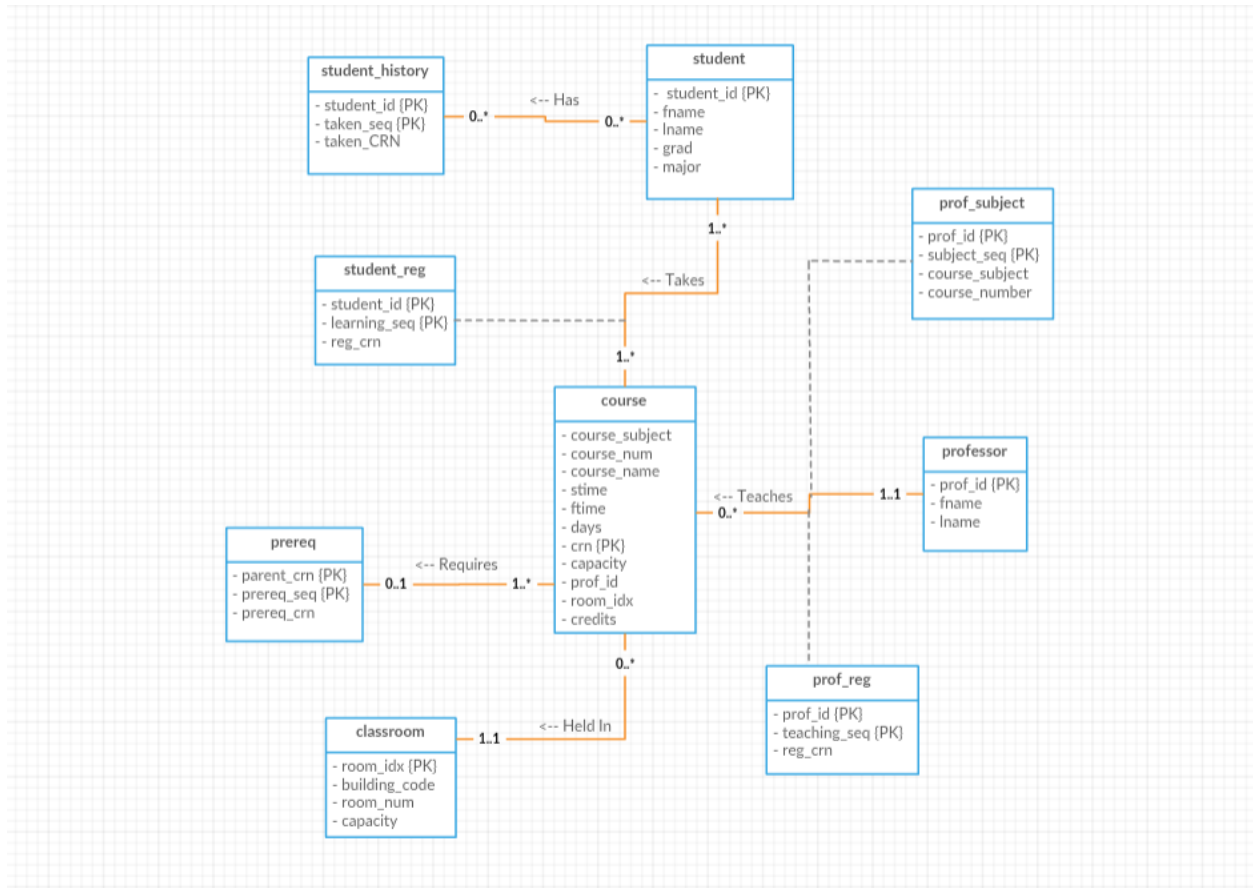 student_history
- student_id {PK}
- taken_seq {PK}
- taken_CRN
0..*
<-- Has
0..*
student
- student_id {PK}
- fname
- lname
- grad
- major
1..*
<-- Takes
1..*
student_reg
- student_id {PK}
- learning_seq {PK}
- reg_crn
prof_subject
- prof_id {PK}
- subject_seq {PK}
- course_subject
- course_number
course
- course_subject
- course_num
- course_name
- stime
- ftime
- days
- crn {PK}
- capacity
- prof_id
- room_idx
- credits
<-- Teaches
0..*
1..1
professor
- prof_id {PK}
- fname
- lname
prereq
- parent_crn {PK}
- prereq_seq {PK}
- prereq_crn
<-- Requires
0..1
1..*
0..*
<-- Held In
1..1
classroom
- room_idx {PK}
- building_code
- room_num
- capacity
prof_reg
- prof_id {PK}
- teaching_seq {PK}
- reg_crn